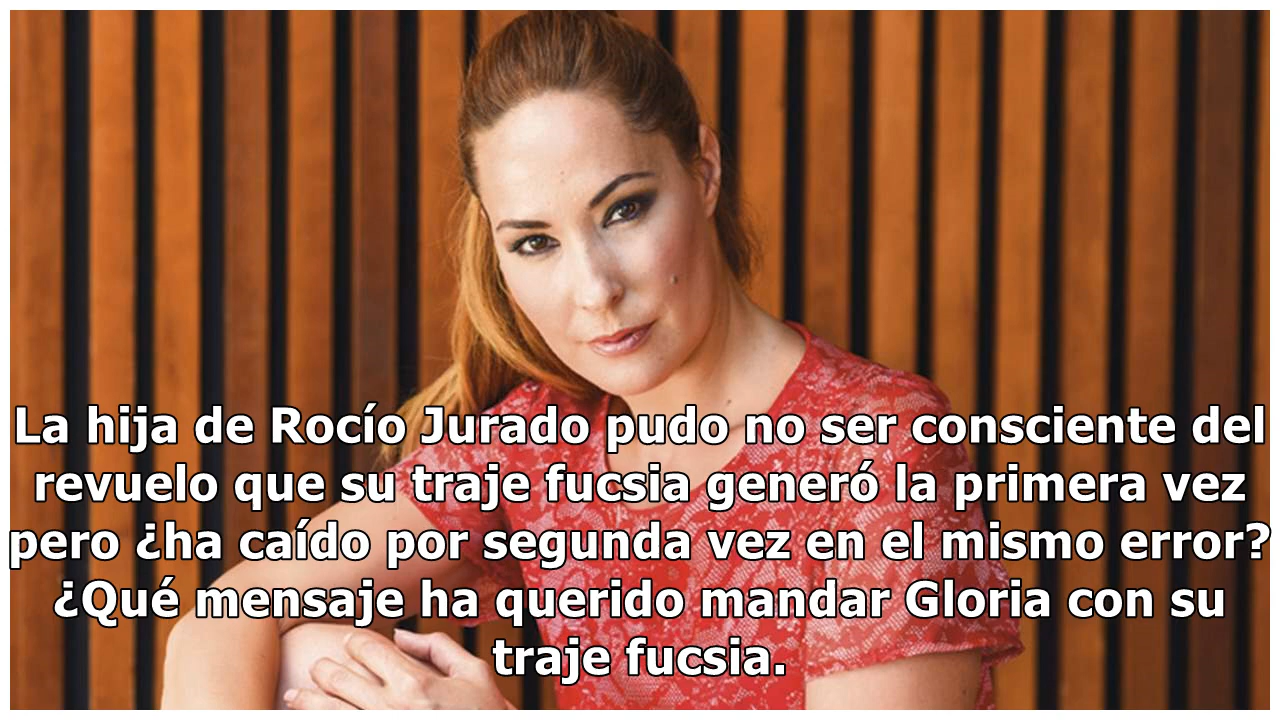 La hija de Rocío Jurado pudo no ser consciente del
revuelo que su traje fucsia generó la primera vez
pero ¿ha caído por segunda vez en el mismo error?
¿Qué mensaje ha querido mandar Gloria con su
traje fucsia.